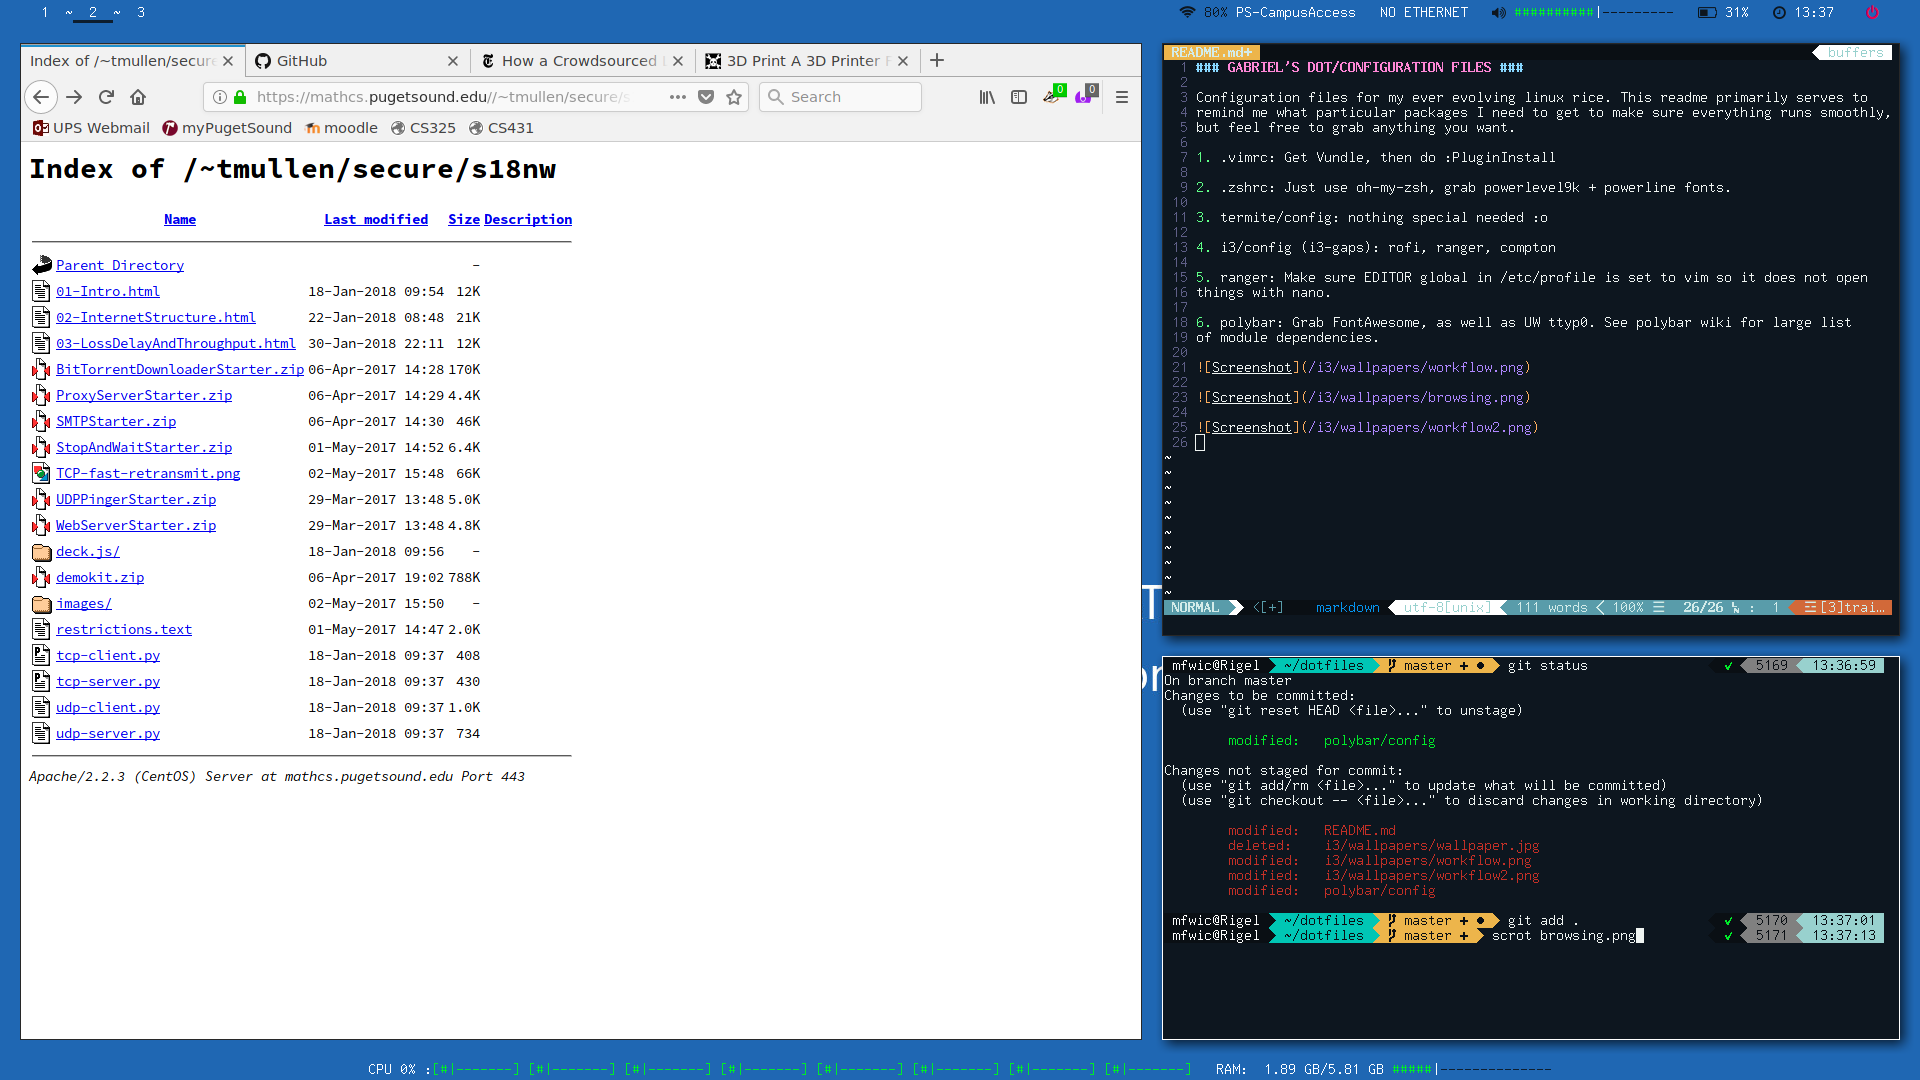 1 ~ 2 ~ 3
80% PS-CampusAccess NO ETHERNET ##########|--------- 31% 13:37
Index of /~tmullen/secure
GitHub
How a Crowdsourced
3D Print A 3D Printer F
https://mathcs.pugetsound.edu//~tmullen/secure/s
Search
0
0
UPS Webmail myPugetSound moodle CS325 CS431
Index of /~tmullen/secure/s18nw
Name Last modified Size Description
Parent Directory -
01-Intro.html 18-Jan-2018 09:54 12K
02-InternetStructure.html 22-Jan-2018 08:48 21K
03-LossDelayAndThroughput.html 30-Jan-2018 22:11 12K
BitTorrentDownloaderStarter.zip 06-Apr-2017 14:28 170K
ProxyServerStarter.zip 06-Apr-2017 14:29 4.4K
SMTPStarter.zip 06-Apr-2017 14:30 46K
StopAndWaitStarter.zip 01-May-2017 14:52 6.4K
TCP-fast-retransmit.png 02-May-2017 15:48 66K
UDPPingerStarter.zip 29-Mar-2017 13:48 5.0K
WebServerStarter.zip 29-Mar-2017 13:48 4.8K
deck.js/ 18-Jan-2018 09:56 -
demokit.zip 06-Apr-2017 19:02 788K
images/ 02-May-2017 15:50 -
restrictions.text 01-May-2017 14:47 2.0K
tcp-client.py 18-Jan-2018 09:37 408
tcp-server.py 18-Jan-2018 09:37 430
udp-client.py 18-Jan-2018 09:37 1.0K
udp-server.py 18-Jan-2018 09:37 734
Apache/2.2.3 (CentOS) Server at mathcs.pugetsound.edu Port 443
README.md+ buffers
1 ### GABRIEL'S DOT/CONFIGURATION FILES ###
2
3 Configuration files for my ever evolving linux rice. This readme primarily serves to
4 remind me what particular packages I need to get to make sure everything runs smoothly,
5 but feel free to grab anything you want.
6
7 1. .vimrc: Get Vundle, then do :PluginInstall
8
9 2. .zshrc: Just use oh-my-zsh, grab powerlevel9k + powerline fonts.
10
11 3. termite/config: nothing special needed :o
12
13 4. i3/config (i3-gaps): rofi, ranger, compton
14
15 5. ranger: Make sure EDITOR global in /etc/profile is set to vim so it does not open
16 things with nano.
17
18 6. polybar: Grab FontAwesome, as well as UW ttyp0. See polybar wiki for large list
19 of module dependencies.
20
21 ![Screenshot](/i3/wallpapers/workflow.png)
22
23 ![Screenshot](/i3/wallpapers/browsing.png)
24
25 ![Screenshot](/i3/wallpapers/workflow2.png)
26
~
~
~
~
~
~
~
~
~
~
NORMAL <[+] markdown utf-8[unix] 111 words 100% ☰ 26/26 : 1 [3]trai…
mfwic@Rigel ~/dotfiles master + ● git status ✓ 5169 13:36:59
On branch master
Changes to be committed:
(use "git reset HEAD <file>..." to unstage)
modified: polybar/config
Changes not staged for commit:
(use "git add/rm <file>..." to update what will be committed)
(use "git checkout -- <file>..." to discard changes in working directory)
modified: README.md
deleted: i3/wallpapers/wallpaper.jpg
modified: i3/wallpapers/workflow.png
modified: i3/wallpapers/workflow2.png
modified: polybar/config
mfwic@Rigel ~/dotfiles master + ● git add . ✓ 5170 13:37:01
mfwic@Rigel ~/dotfiles master + scrot browsing.png ✓ 5171 13:37:13
CPU 0% :[#|-------] [#|-------] [#|-------] [#|-------] [#|-------] [#|-------] [#|-------] [#|-------] RAM: 1.89 GB/5.81 GB #####|--------------